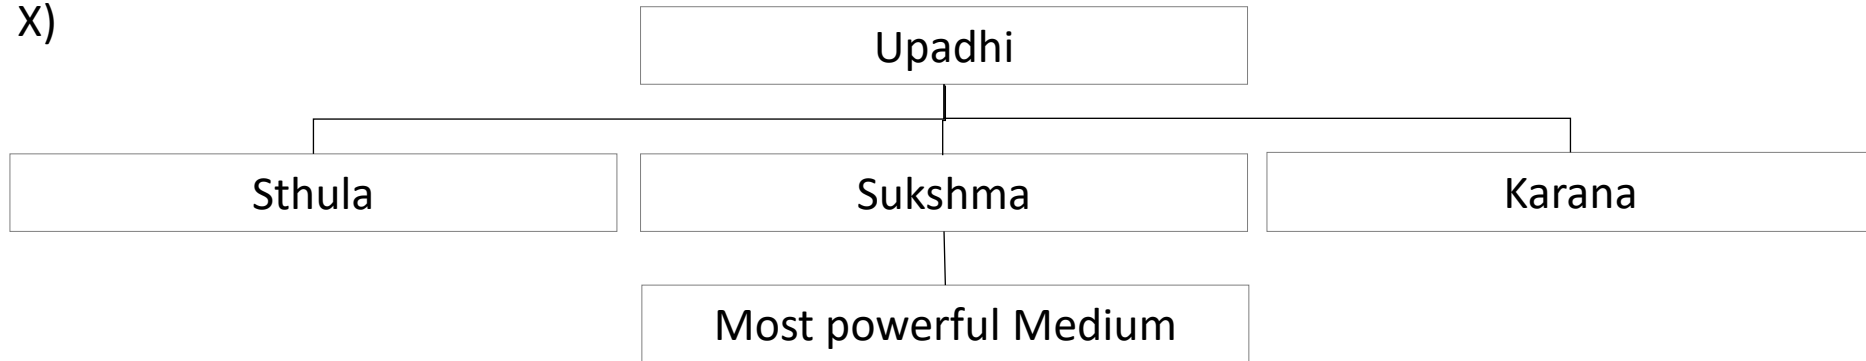 X)
Upadhi
Sthula
Sukshma
Karana
Most powerful Medium